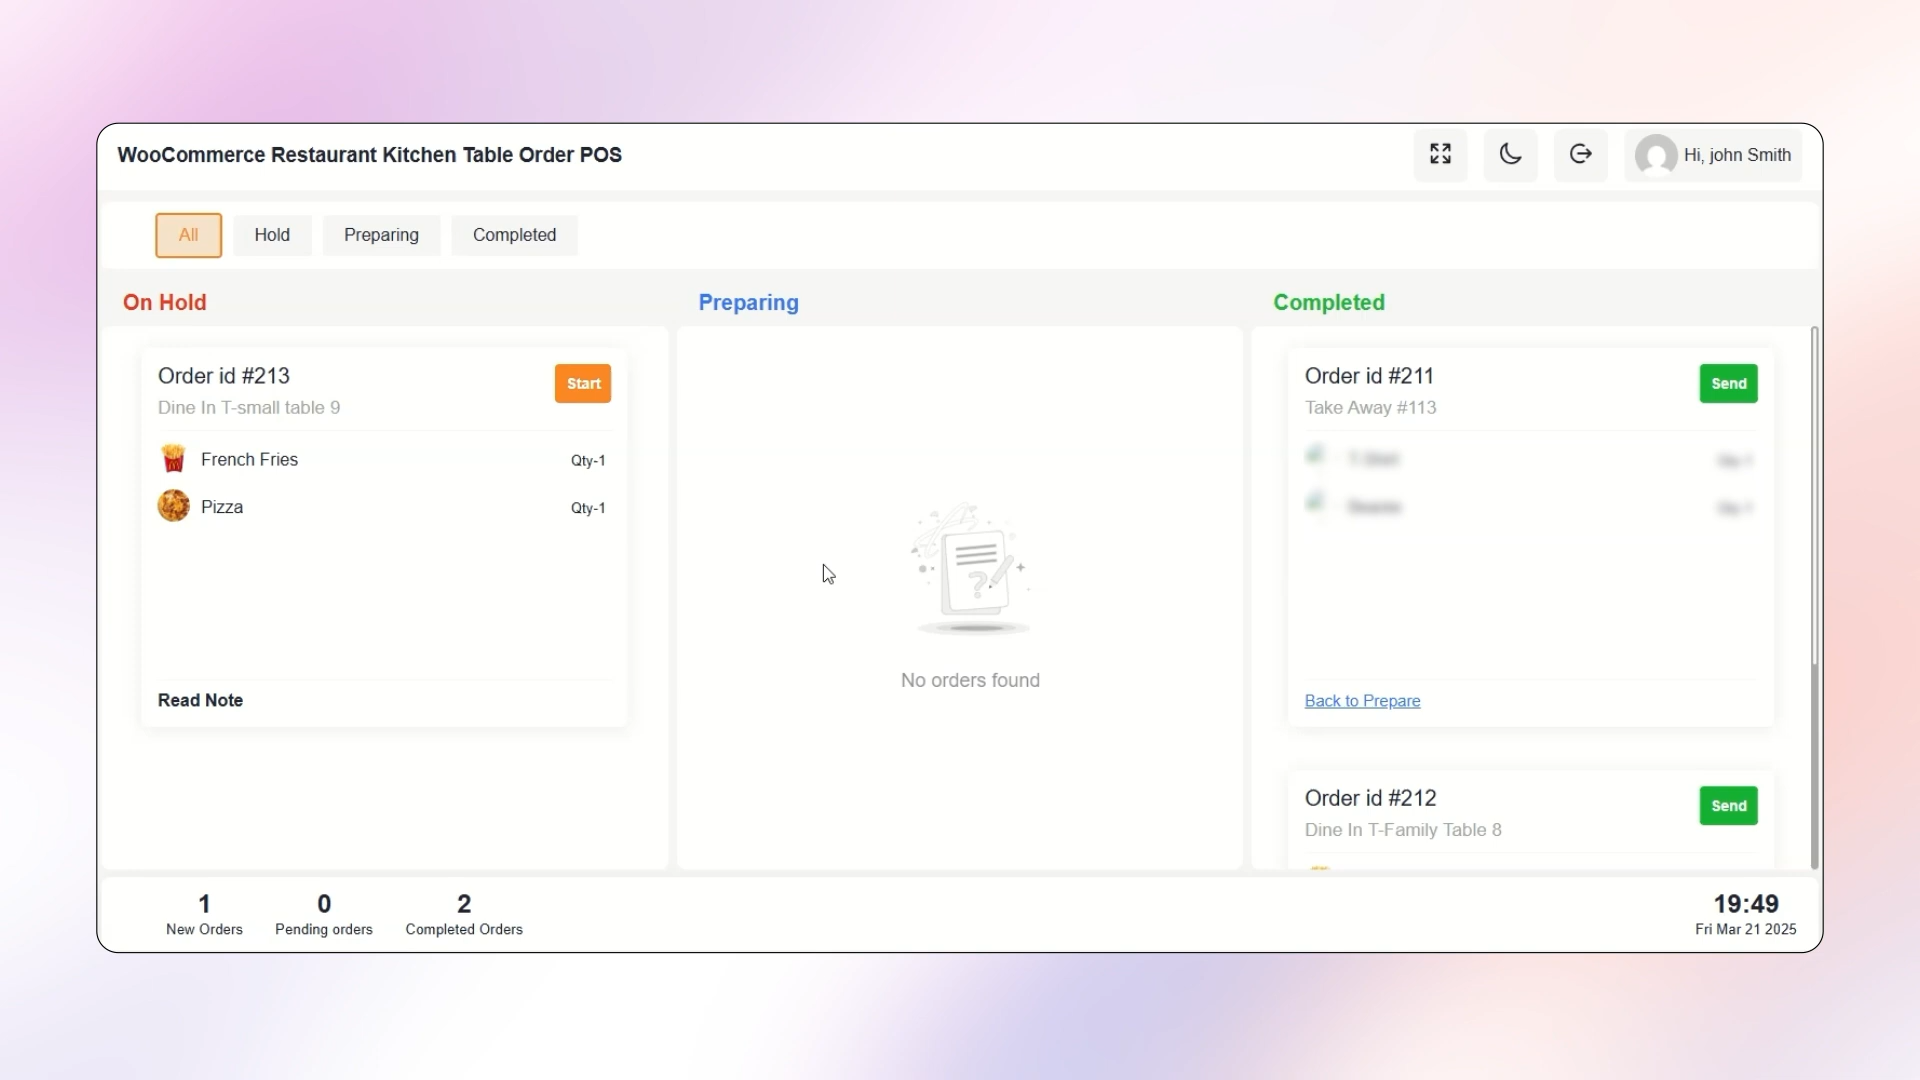 WooCommerce Restaurant Kitchen Table Order POS
Hi, john Smith
All
Hold
Preparing
Completed
On Hold
Order id #213
Start
Dine In T-small table 9
French Fries
Qty-1
Pizza
Qty-1
Read Note
Preparing
No orders found
Completed
Order id #211
Send
Take Away #113
Back to Prepare
Order id #212
Send
Dine In T-Family Table 8
1
New Orders
0
Pending orders
2
Completed Orders
19:49
Fri Mar 21 2025